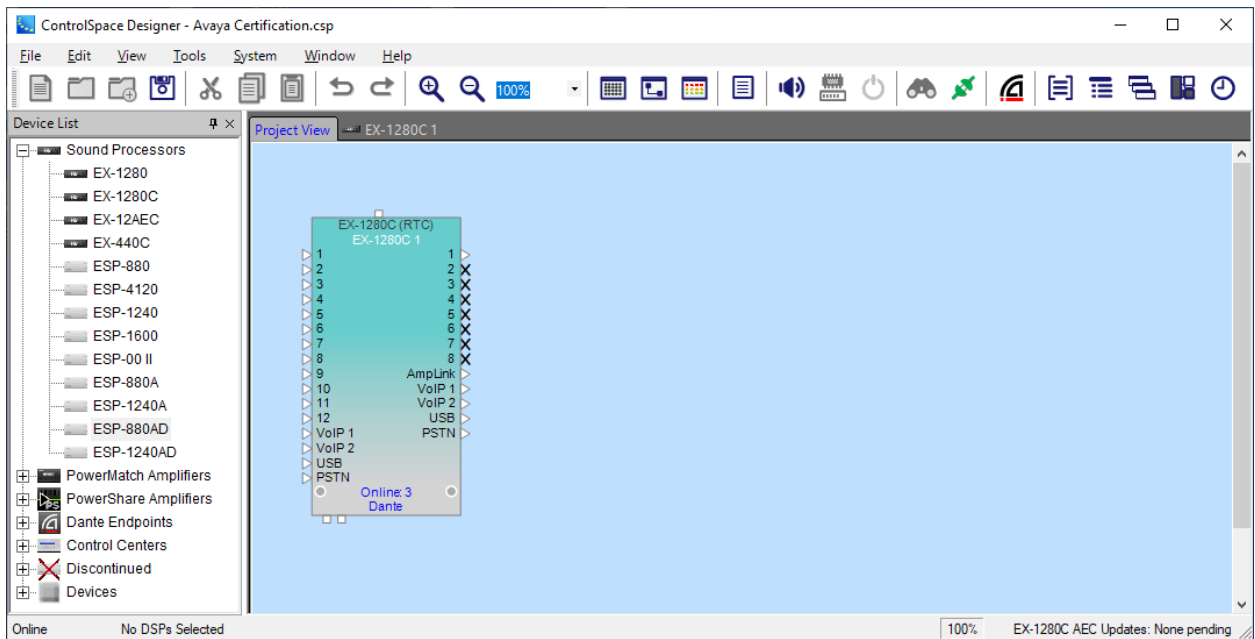 ControlSpace Designer - Avaya Certification.csp
File Edit View Tools System Window Help
100%
Device List
Project View EX-1280C 1
Sound Processors
EX-1280
EX-1280C
EX-12AEC
EX-440C
ESP-880
ESP-4120
ESP-1240
ESP-1600
ESP-00 II
ESP-880A
ESP-1240A
ESP-880AD
ESP-1240AD
PowerMatch Amplifiers
PowerShare Amplifiers
Dante Endpoints
Control Centers
Discontinued
Devices
EX-1280C (RTC)
EX-1280C 1
1 1
2 2
3 3
4 4
5 5
6 6
7 7
8 8
9 AmpLink
10 VoIP 1
11 VoIP 2
12 USB
VoIP 1 PSTN
VoIP 2
USB
PSTN
Online: 3
Dante
Online No DSPs Selected 100% EX-1280C AEC Updates: None pending